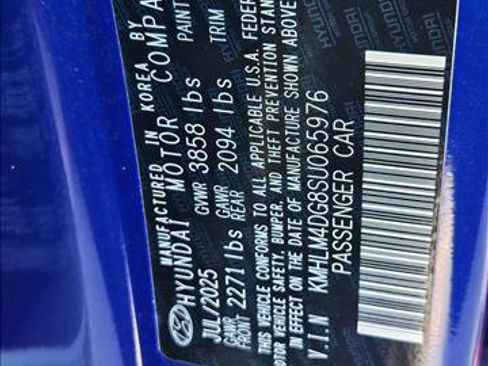 MANUFACTURED IN KOREA BY
HYUNDAI MOTOR COMPA
JUL/2025 GVWR 3858 lbs PAINT
GAWR FRONT 2271 lbs GAWR REAR 2094 lbs TRIM
THIS VEHICLE CONFORMS TO ALL APPLICABLE U.S.A. FEDER
MOTOR VEHICLE SAFETY, BUMPER, AND THEFT PREVENTION STAN
IN EFFECT ON THE DATE OF MANUFACTURE SHOWN ABOVE
V.I.N KMHLM4DG8SU065976
PASSENGER CAR